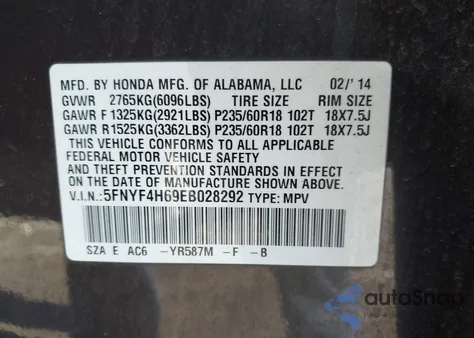 MFD. BY HONDA MFG. OF ALABAMA, LLC 02/'14
GVWR 2765KG(6096LBS) TIRE SIZE RIM SIZE
GAWR F 1325KG(2921LBS) P235/60R18 102T 18X7.5J
GAWR R 1525KG(3362LBS) P235/60R18 102T 18X7.5J
THIS VEHICLE CONFORMS TO ALL APPLICABLE
FEDERAL MOTOR VEHICLE SAFETY
AND THEFT PREVENTION STANDARDS IN EFFECT
ON THE DATE OF MANUFACTURE SHOWN ABOVE.
V.I.N.:5FNYF4H69EB028292 TYPE: MPV
SZA E AC6 -YR587M -F -B
autoSnap